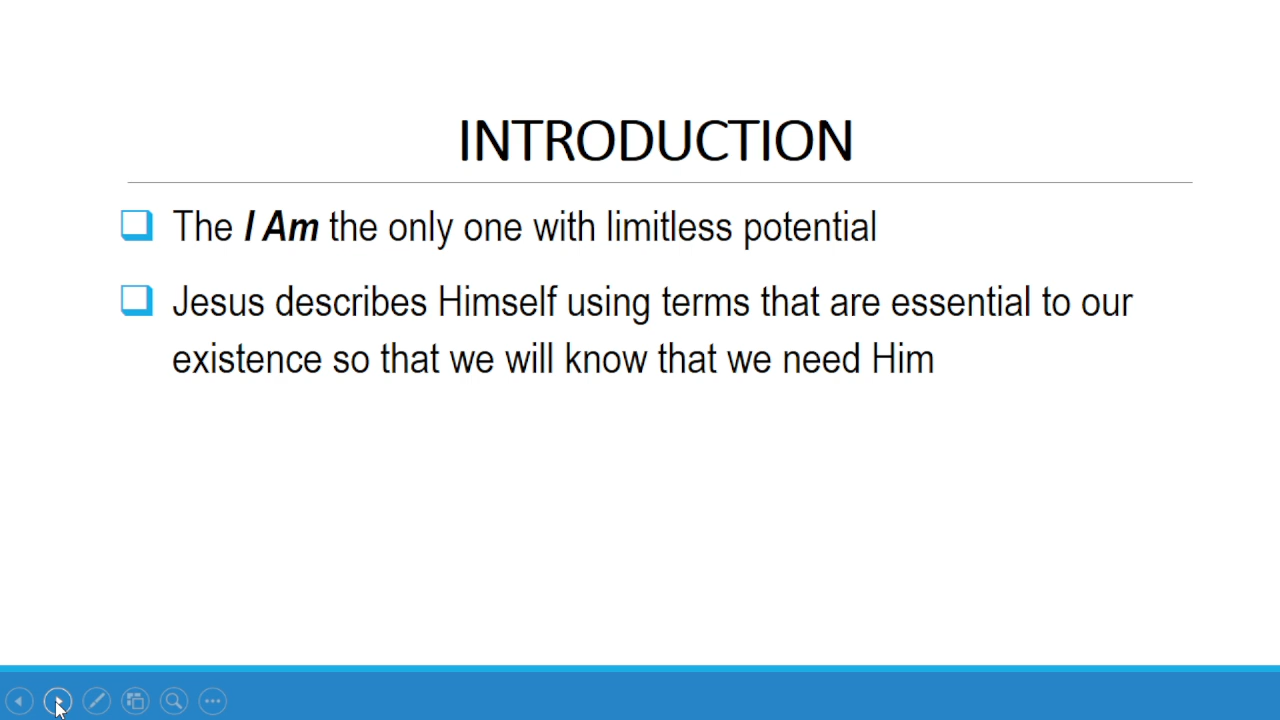 INTRODUCTION
The I Am the only one with limitless potential
Jesus describes Himself using terms that are essential to our
existence so that we will know that we need Him